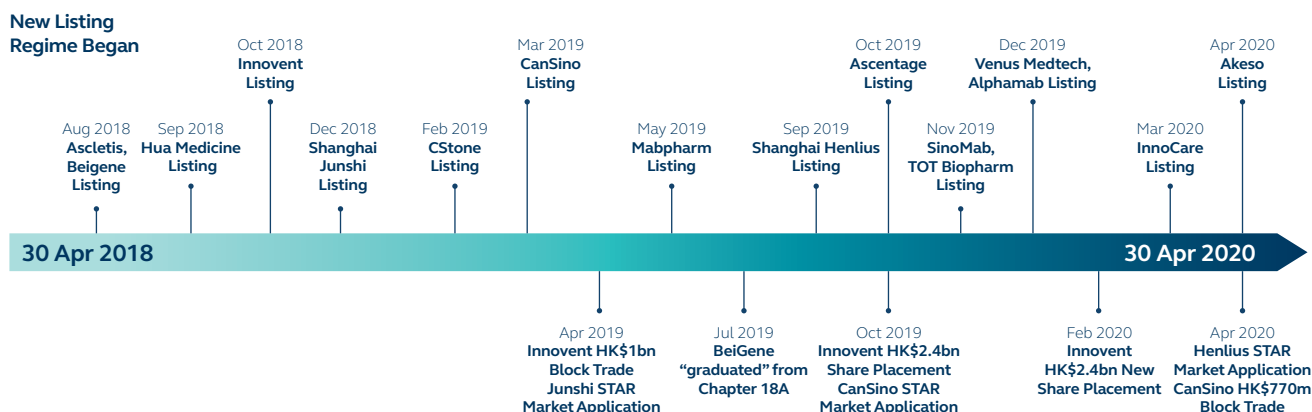 New Listing
Regime Began
Aug 2018
Ascletis,
Beigene
Listing
Sep 2018
Hua Medicine
Listing
Oct 2018
Innovent
Listing
Dec 2018
Shanghai
Junshi
Listing
Feb 2019
CStone
Listing
Mar 2019
CanSino
Listing
May 2019
Mabpharm
Listing
Sep 2019
Shanghai Henlius
Listing
Oct 2019
Ascentage
Listing
Nov 2019
SinoMab,
TOT Biopharm
Listing
Dec 2019
Venus Medtech,
Alphamab Listing
Mar 2020
InnoCare
Listing
Apr 2020
Akeso
Listing
30 Apr 2018
30 Apr 2020
Apr 2019
Innovent HK$1bn
Block Trade
Junshi STAR
Market Application
Jul 2019
BeiGene
“graduated” from
Chapter 18A
Oct 2019
Innovent HK$2.4bn
Share Placement
CanSino STAR
Market Application
Feb 2020
Innovent
HK$2.4bn New
Share Placement
Apr 2020
Henlius STAR
Market Application
CanSino HK$770m
Block Trade